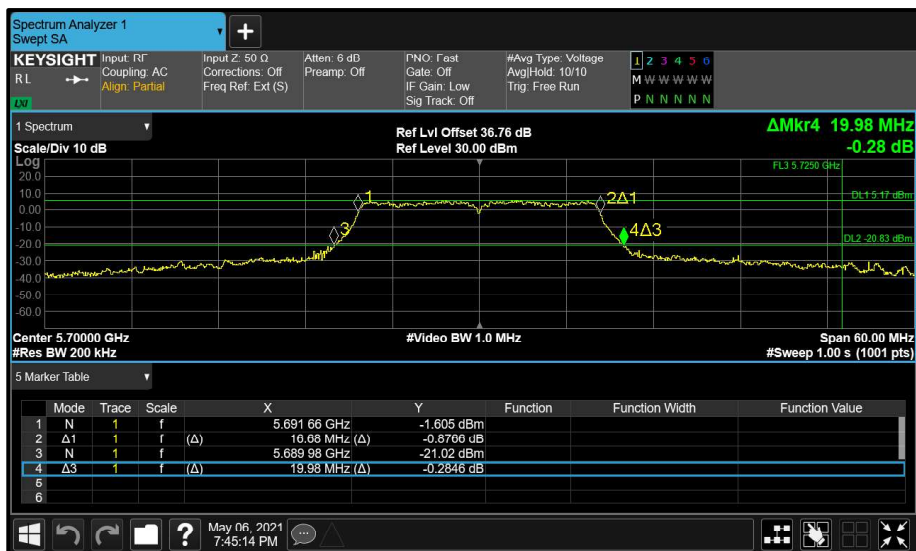 Spectrum Analyzer 1
Swept SA
+
KEYSIGHT Input: RF Input Z: 50 Ω Atten: 6 dB PNO: Fast #Avg Type: Voltage 1 2 3 4 5 6
RL Coupling: AC Corrections: Off Preamp: Off Gate: Off Avg|Hold: 10/10 M W W W W W
Align: Partial Freq Ref: Ext (S) IF Gain: Low Trig: Free Run
LXI Sig Track: Off P N N N N N
1 Spectrum Ref Lvl Offset 36.76 dB ΔMkr4 19.98 MHz
Scale/Div 10 dB Ref Level 30.00 dBm -0.28 dB
Log FL3 5.7250 GHz
20.0
10.0 1 2Δ1 DL1 5.17 dBm
0.00
-10.0 3 4Δ3
-20.0 DL2 -20.83 dBm
-30.0
-40.0
-50.0
-60.0
Center 5.70000 GHz #Video BW 1.0 MHz Span 60.00 MHz
#Res BW 200 kHz #Sweep 1.00 s (1001 pts)
5 Marker Table
Mode Trace Scale X Y Function Function Width Function Value
1 N 1 f 5.691 66 GHz -1.605 dBm
2 Δ1 1 f (Δ) 16.68 MHz (Δ) -0.8766 dB
3 N 1 f 5.689 98 GHz -21.02 dBm
4 Δ3 1 f (Δ) 19.98 MHz (Δ) -0.2846 dB
5
6
? May 06, 2021
7:45:14 PM